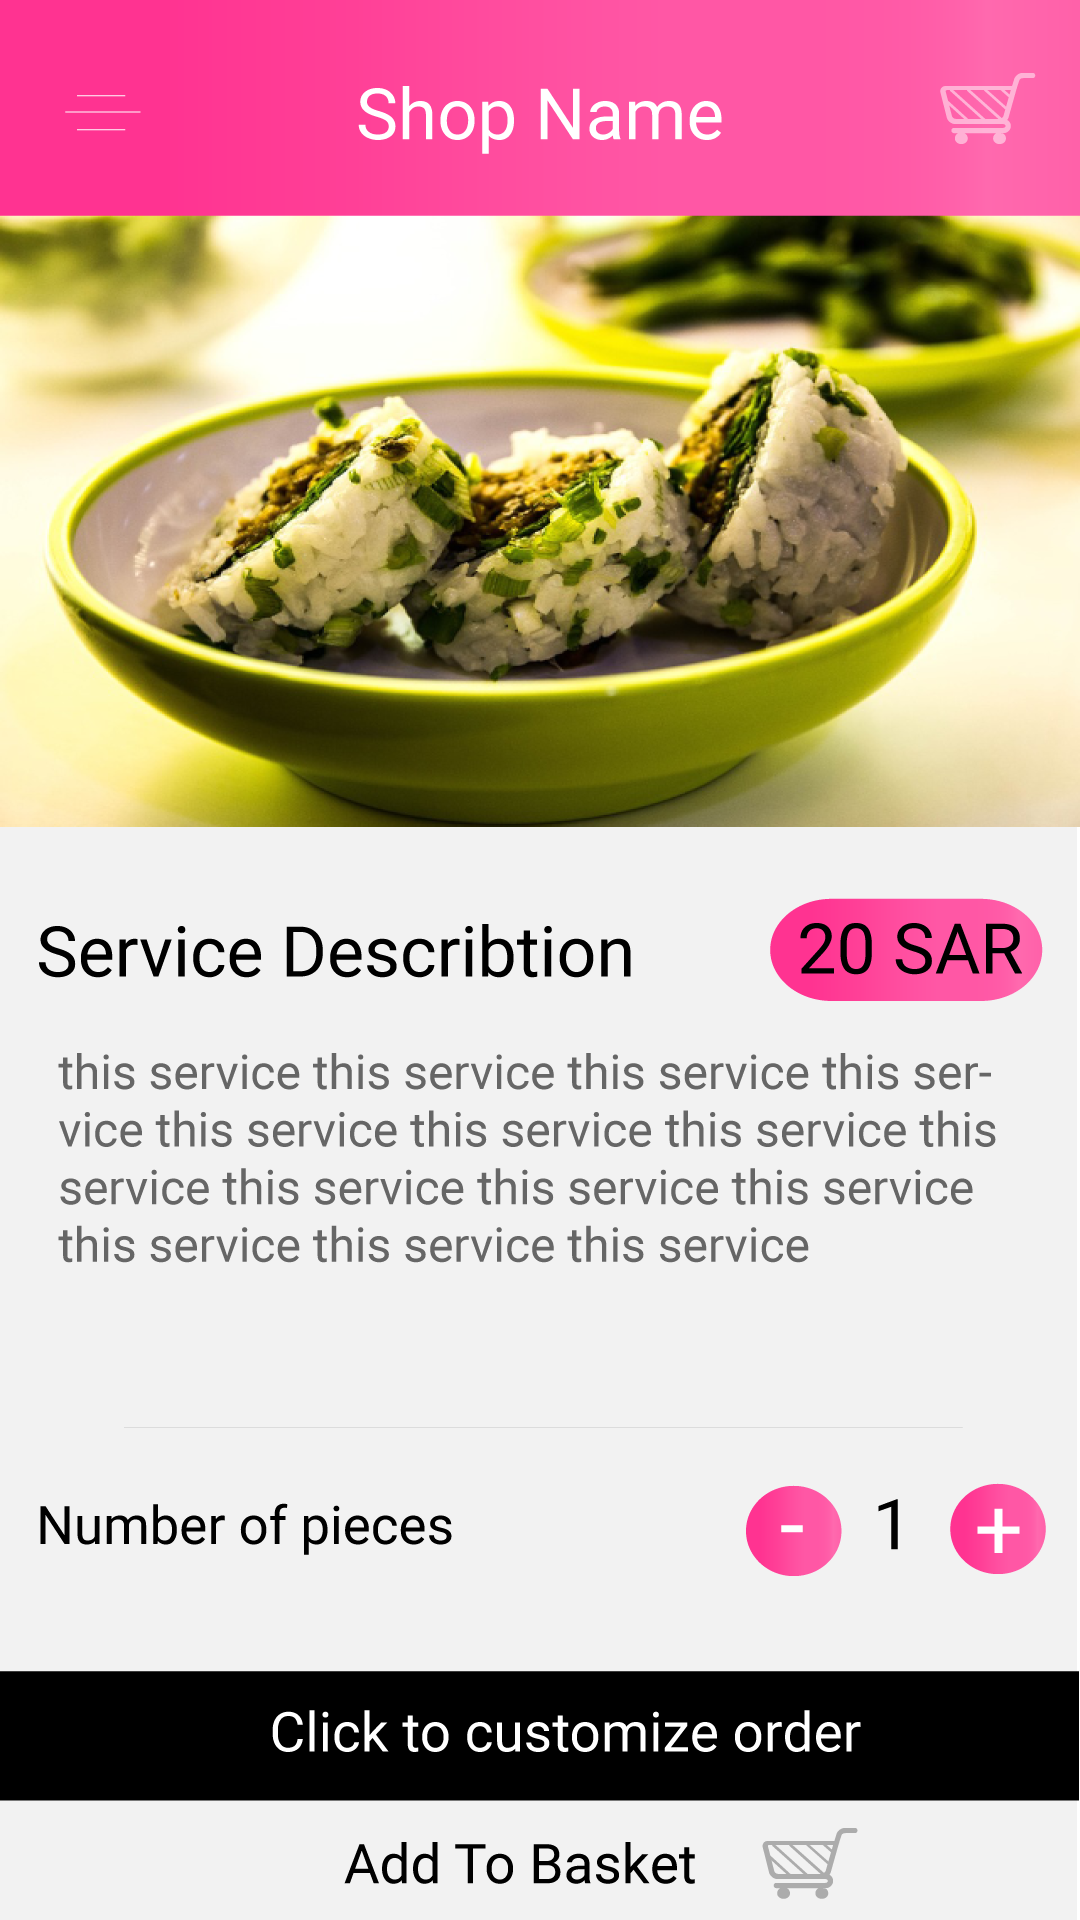 Shop Name
Service Describtion
20 SAR
this service this service this service this ser-
vice this service this service this service this
service this service this service this service
this service this service this service
Number of pieces
- 1 +
Click to customize order
Add To Basket